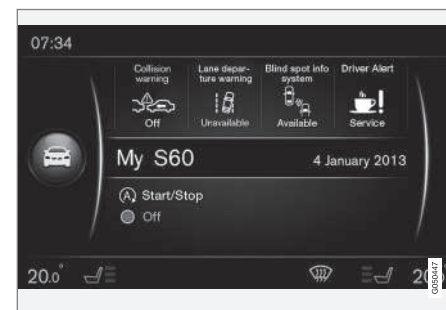 07:34
Collision warning
Lane depar-
ture warning
Blind spot info
system
Driver Alert
Off
Unavailable
Available
Service
My S60
4 January 2013
Start/Stop
Off
20.0°
G050447